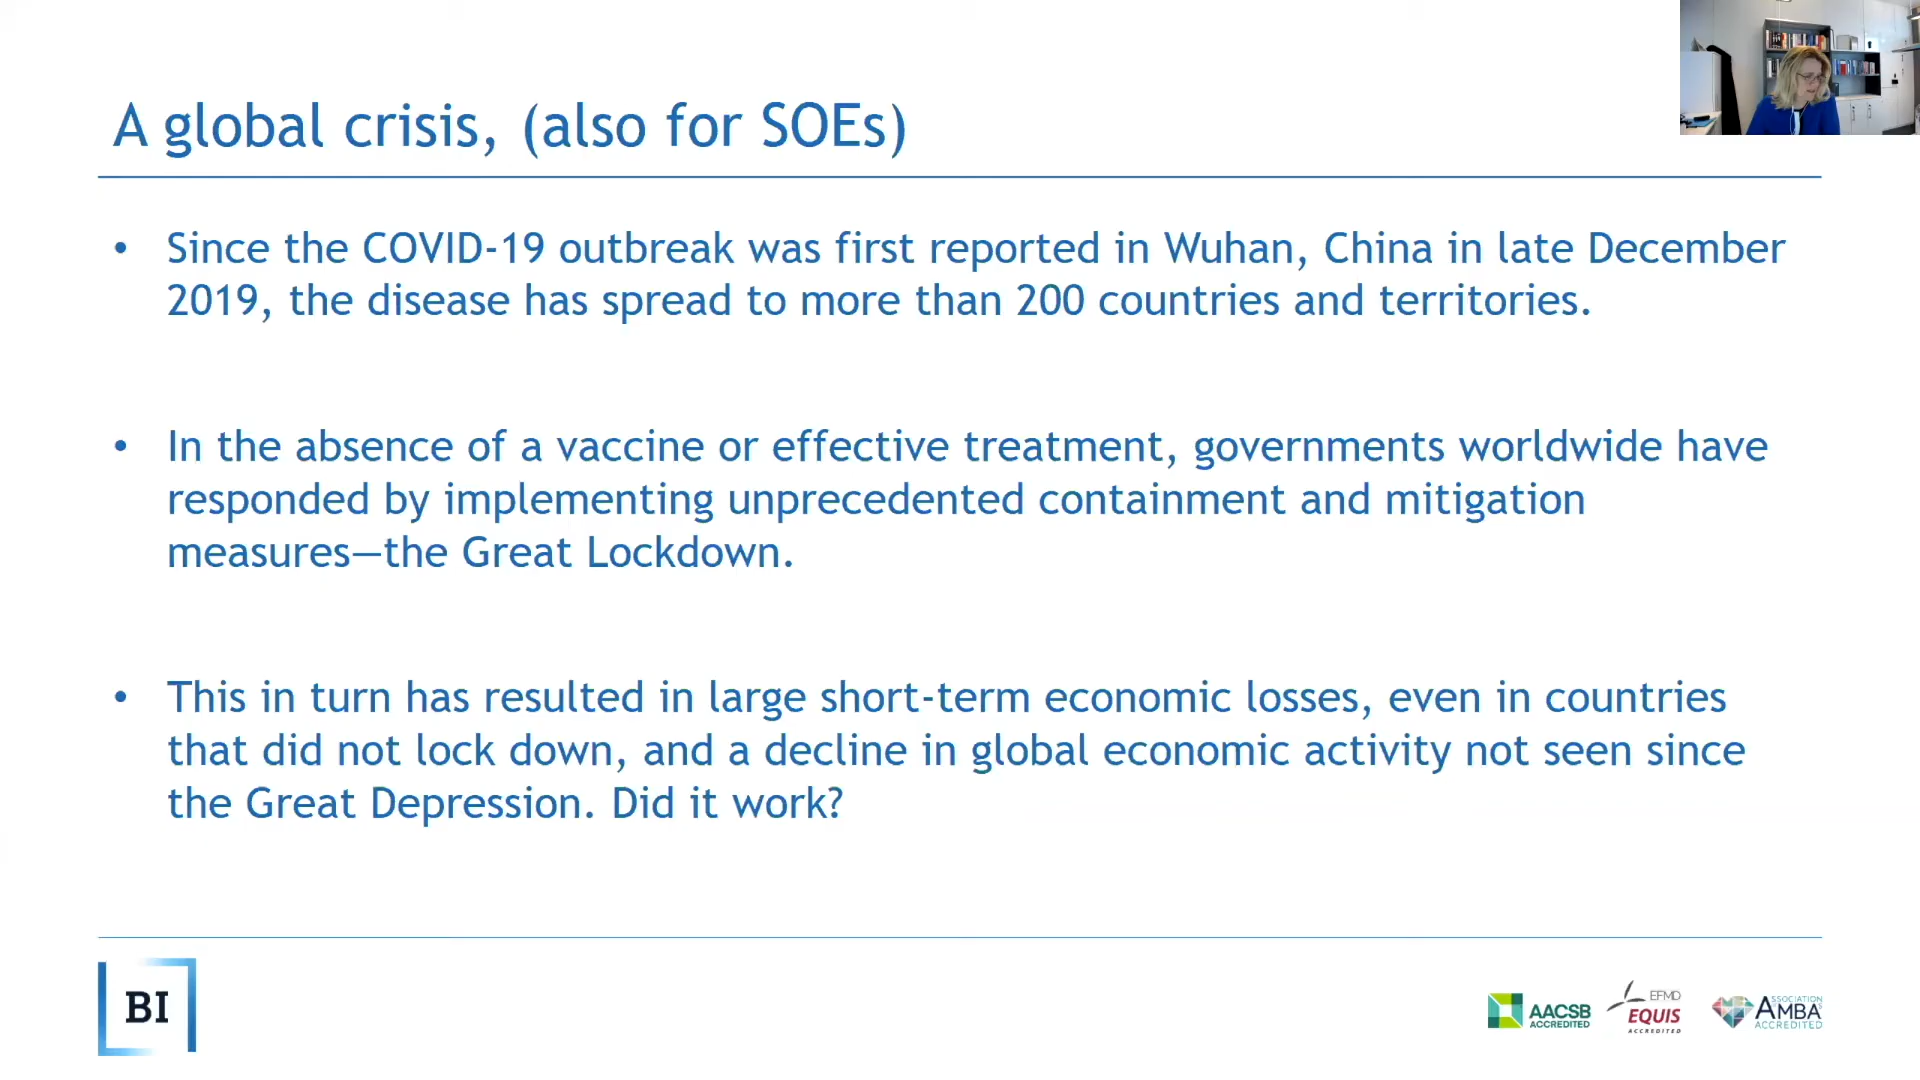 A global crisis, (also for SOEs)
• Since the COVID-19 outbreak was first reported in Wuhan, China in late December
2019, the disease has spread to more than 200 countries and territories.
• In the absence of a vaccine or effective treatment, governments worldwide have
responded by implementing unprecedented containment and mitigation
measures—the Great Lockdown.
• This in turn has resulted in large short-term economic losses, even in countries
that did not lock down, and a decline in global economic activity not seen since
the Great Depression. Did it work?
BI
AACSB
ACCREDITED
EFMD
EQUIS
ACCREDITED
ASSOCIATION
AMBA'S
ACCREDITED